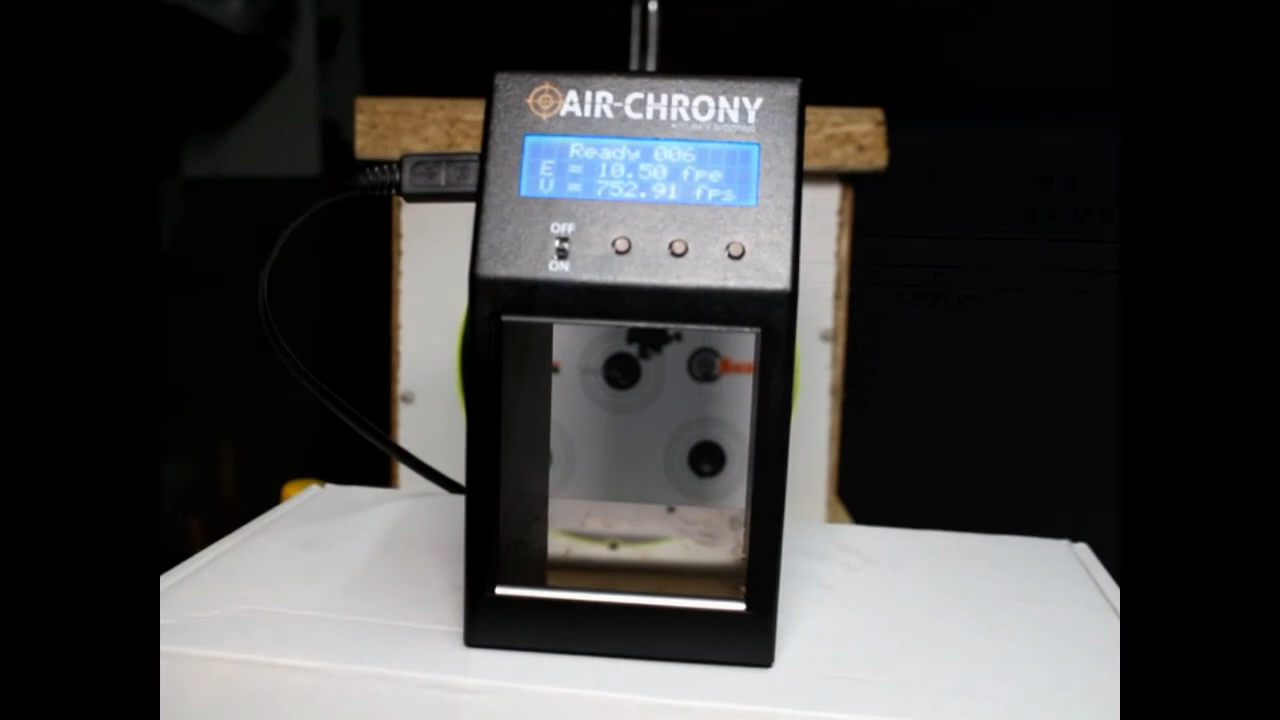 AIR-CHRONY
Ready 006
E = 10.50 fpe
V = 752.91 fps
OFF
ON